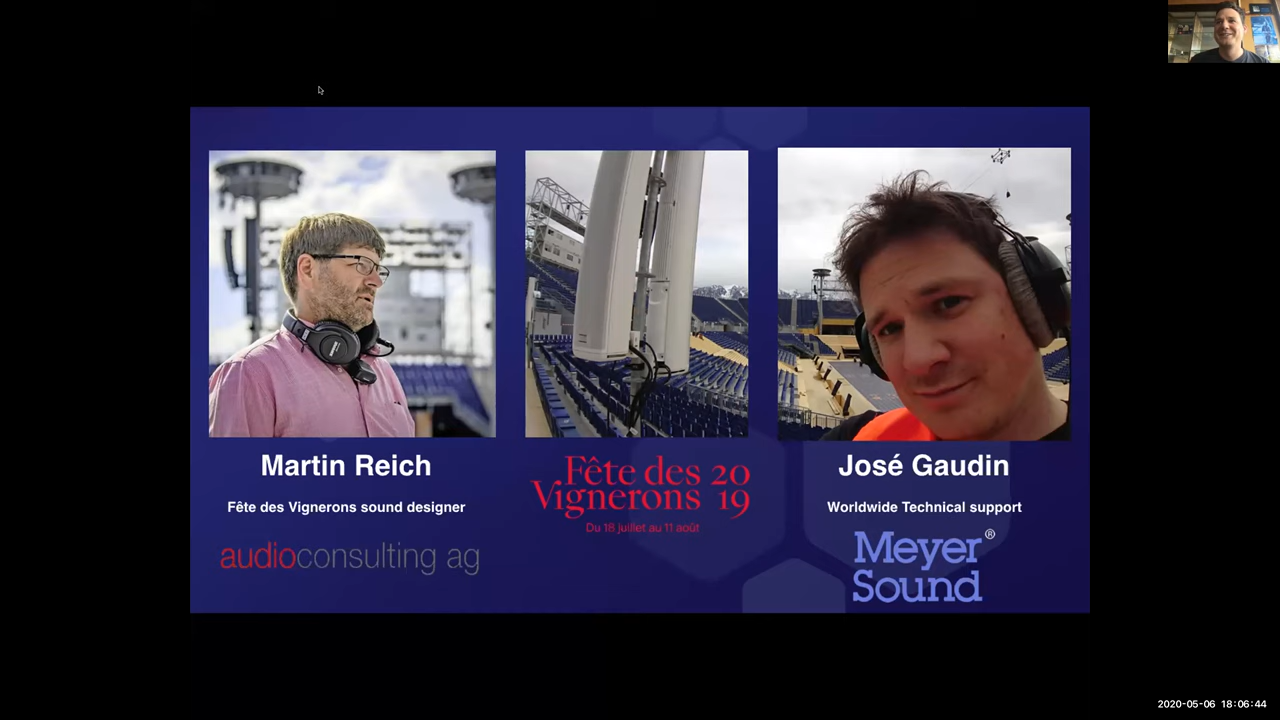 Martin Reich
Fête des Vignerons sound designer
audioconsulting ag
Fête des 20
Vignerons 19
Du 18 juillet au 11 août
José Gaudin
Worldwide Technical support
Meyer®
Sound
2020-05-06 18:06:44